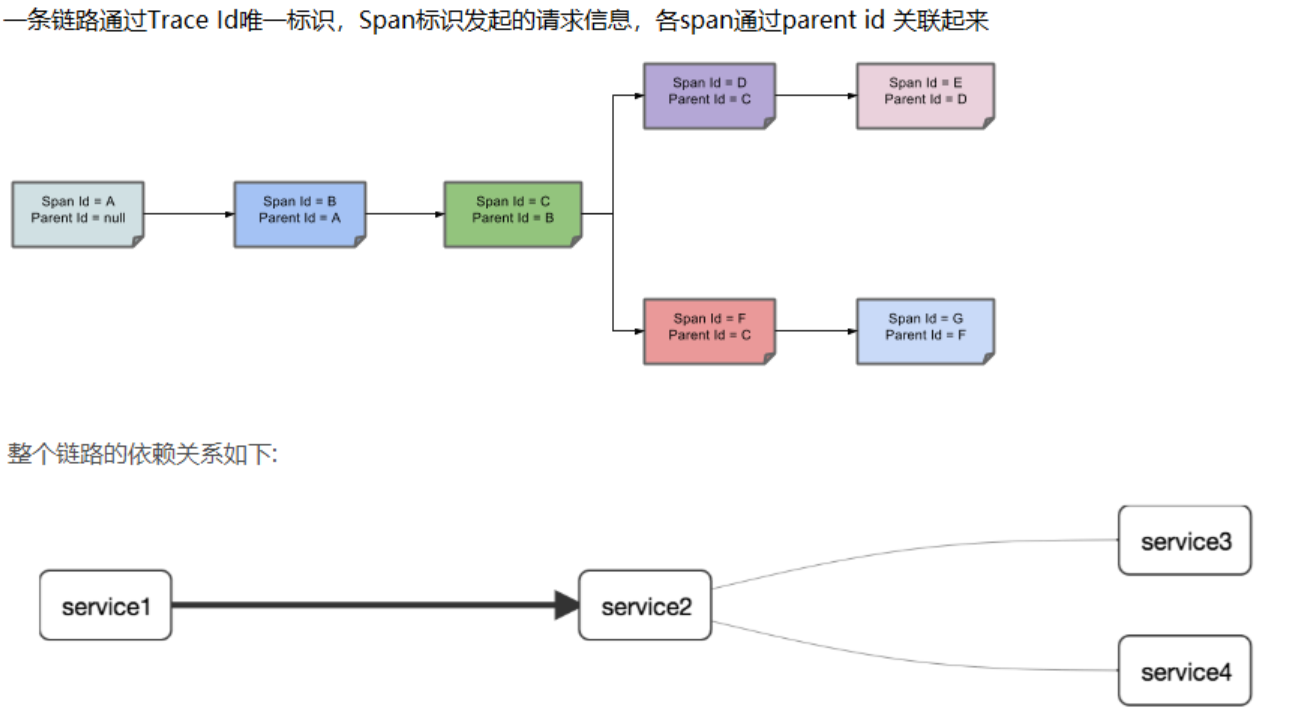 一条链路通过Trace Id唯一标识，Span标识发起的请求信息，各span通过parent id 关联起来
Span Id = D
Parent Id = C
Span Id = E
Parent Id = D
Span Id = A
Parent Id = null
Span Id = B
Parent Id = A
Span Id = C
Parent Id = B
Span Id = F
Parent Id = C
Span Id = G
Parent Id = F
整个链路的依赖关系如下:
service3
service1
service2
service4